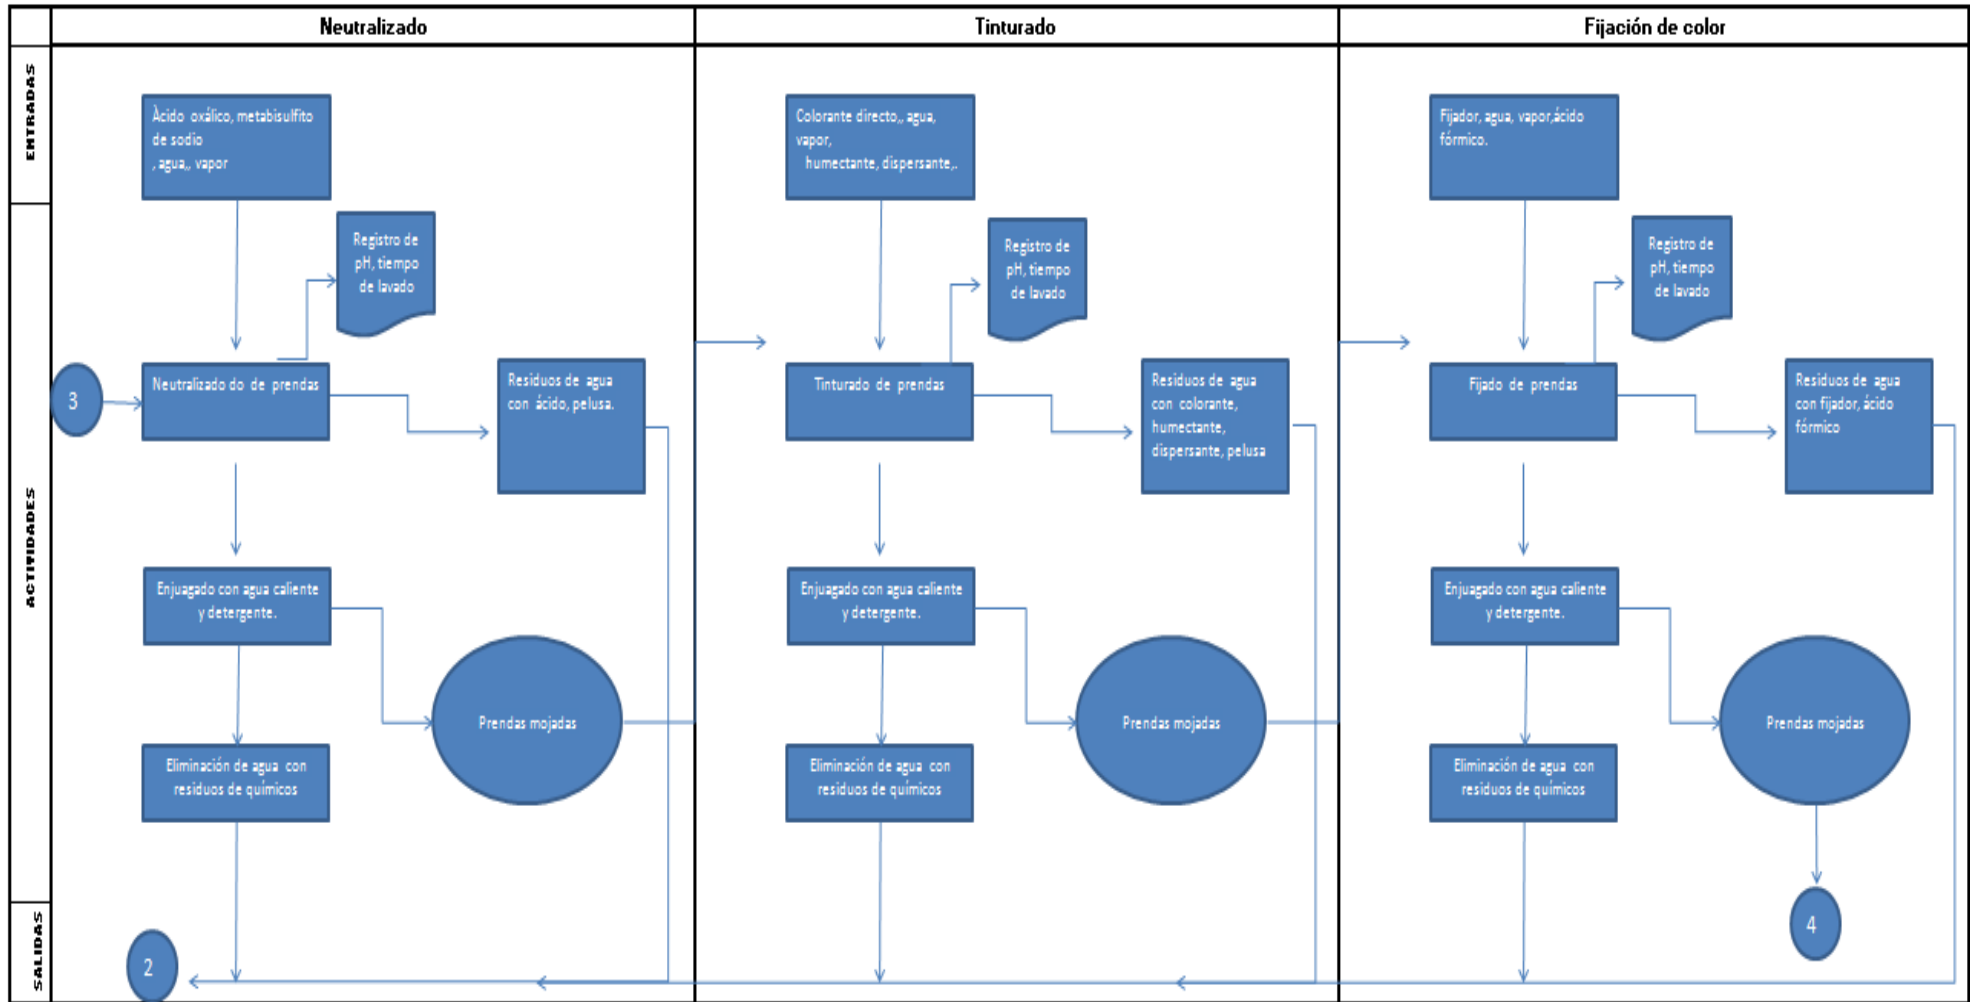 Neutralizado
Tinturado
Fijación de color
ENTRADAS
Àcido oxálico, metabisulfito
de sodio
, agua,, vapor
Colorante directo,, agua,
vapor,
humectante, dispersante,.
Fijador, agua, vapor,ácido
fórmico.
ACTIVIDADES
Registro de
pH, tiempo
de lavado
Registro de
pH, tiempo
de lavado
Registro de
pH, tiempo
de lavado
3
Neutralizado do de prendas
Residuos de agua
con ácido, pelusa.
Tinturado de prendas
Residuos de agua
con colorante,
humectante,
dispersante, pelusa
Fijado de prendas
Residuos de agua
con fijador, ácido
fórmico
Enjuagado con agua caliente
y detergente.
Enjuagado con agua caliente
y detergente.
Enjuagado con agua caliente
y detergente.
Prendas mojadas
Prendas mojadas
Prendas mojadas
Eliminación de agua con
residuos de químicos
Eliminación de agua con
residuos de químicos
Eliminación de agua con
residuos de químicos
SALIDAS
2
4